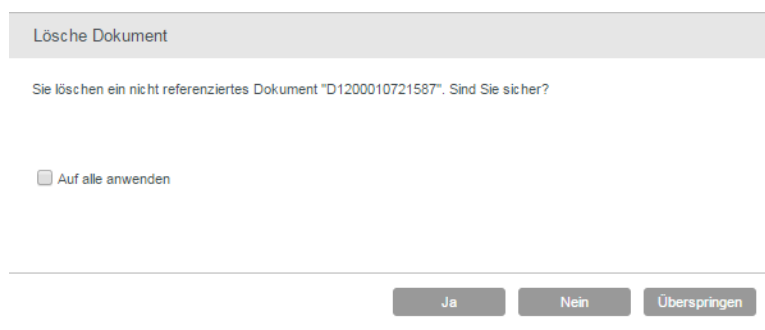 Lösche Dokument
Sie löschen ein nicht referenziertes Dokument "D1200010721587". Sind Sie sicher?
Auf alle anwenden
Ja Nein Überspringen